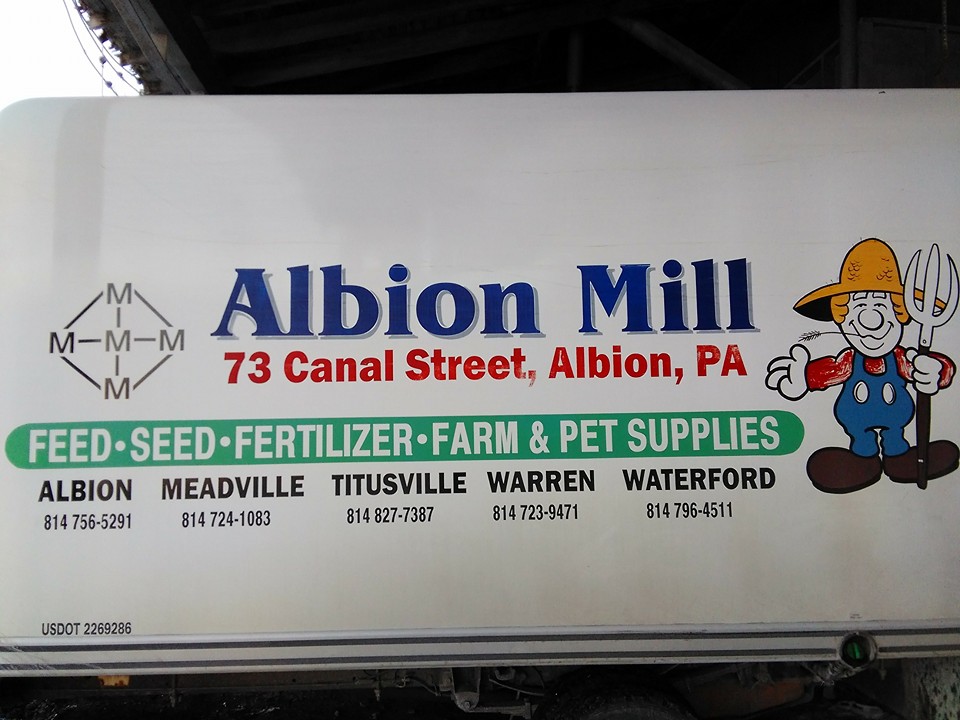 M
M M M
M
Albion Mill
73 Canal Street, Albion, PA
FEED • SEED • FERTILIZER • FARM & PET SUPPLIES
ALBION MEADVILLE TITUSVILLE WARREN WATERFORD
814 756-5291 814 724-1083 814 827-7387 814 723-9471 814 796-4511
USDOT 2269286